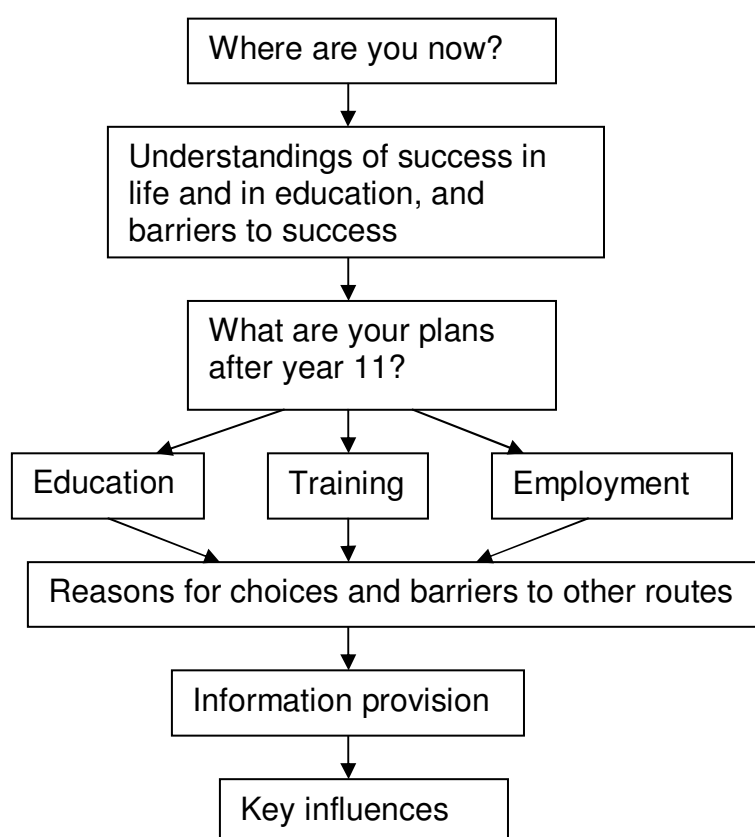 Where are you now?
Understandings of success in
life and in education, and
barriers to success
What are your plans
after year 11?
Education
Training
Employment
Reasons for choices and barriers to other routes
Information provision
Key influences